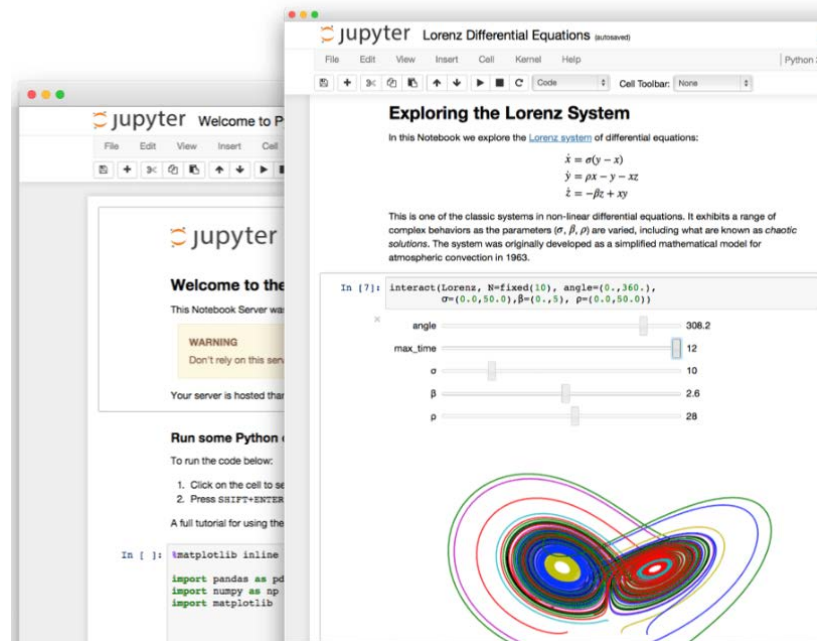 jupyter Lorenz Differential Equations (autosaved)
File Edit View Insert Cell Kernel Help
Python
Code Cell Toolbar: None
Exploring the Lorenz System
In this Notebook we explore the Lorenz system of differential equations:
ẋ = σ(y − x)
ẏ = ρx − y − xz
ż = −βz + xy
This is one of the classic systems in non-linear differential equations. It exhibits a range of
complex behaviors as the parameters (σ, β, ρ) are varied, including what are known as chaotic
solutions. The system was originally developed as a simplified mathematical model for
atmospheric convection in 1963.
In [7]: interact(Lorenz, N=fixed(10), angle=(0.,360.),
σ=(0.0,50.0),β=(0.,5), ρ=(0.0,50.0))
angle 308.2
max_time 12
σ 10
β 2.6
ρ 28
jupyter Welcome to P
File Edit View Insert Cell
jupyter
Welcome to the
This Notebook Server was
WARNING
Don't rely on this serv
Your server is hosted than
Run some Python
To run the code below:
1. Click on the cell to se
2. Press SHIFT+ENTER
A full tutorial for using the
In [ ]: %matplotlib inline
import pandas as pd
import numpy as np
import matplotlib